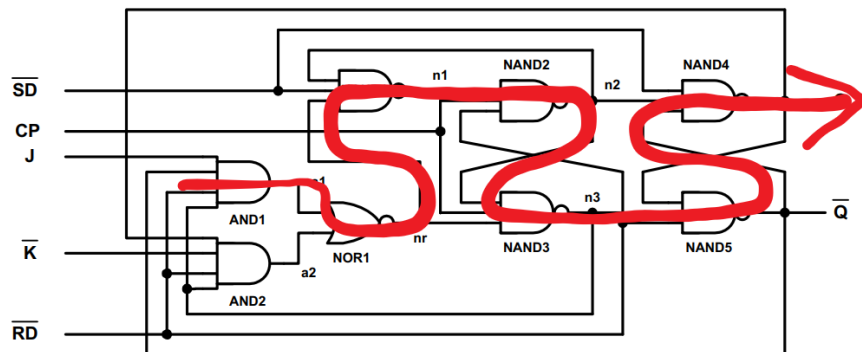 NAND2
NAND4
n1
n2
SD
CP
J
n3
Q
AND1
NAND3
NAND5
K
nr
NOR1
a2
AND2
RD